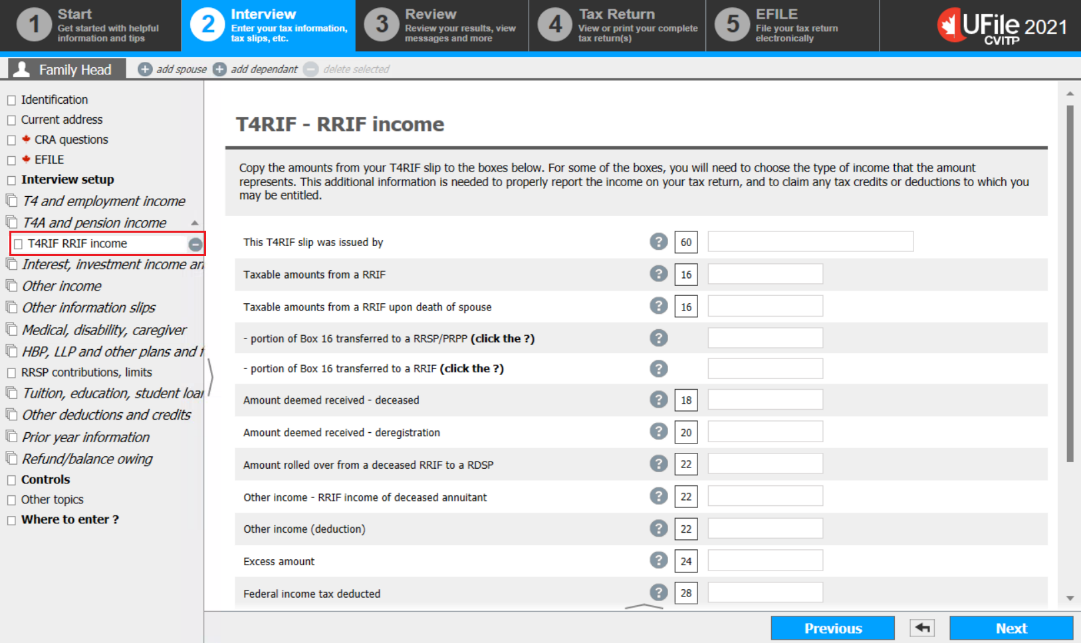 1
Start
Get started with helpful
information and tips
2
Interview
Enter your tax information,
tax slips, etc.
3
Review
Review your results, view
messages and more
4
Tax Return
View or print your complete
tax return(s)
5
EFILE
File your tax return
electronically
UFile 2021
CVITP
Family Head
+ add spouse + add dependant − delete selected
Identification
Current address
CRA questions
EFILE
Interview setup
T4 and employment income
T4A and pension income
T4RIF RRIF income
Interest, investment income an
Other income
Other information slips
Medical, disability, caregiver
HBP, LLP and other plans and f
RRSP contributions, limits
Tuition, education, student loan
Other deductions and credits
Prior year information
Refund/balance owing
Controls
Other topics
Where to enter ?
T4RIF - RRIF income
Copy the amounts from your T4RIF slip to the boxes below. For some of the boxes, you will need to choose the type of income that the amount
represents. This additional information is needed to properly report the income on your tax return, and to claim any tax credits or deductions to which you
may be entitled.
This T4RIF slip was issued by ? 60
Taxable amounts from a RRIF ? 16
Taxable amounts from a RRIF upon death of spouse ? 16
- portion of Box 16 transferred to a RRSP/PRPP (click the ?) ?
- portion of Box 16 transferred to a RRIF (click the ?) ?
Amount deemed received - deceased ? 18
Amount deemed received - deregistration ? 20
Amount rolled over from a deceased RRIF to a RDSP ? 22
Other income - RRIF income of deceased annuitant ? 22
Other income (deduction) ? 22
Excess amount ? 24
Federal income tax deducted ? 28
Previous
Next